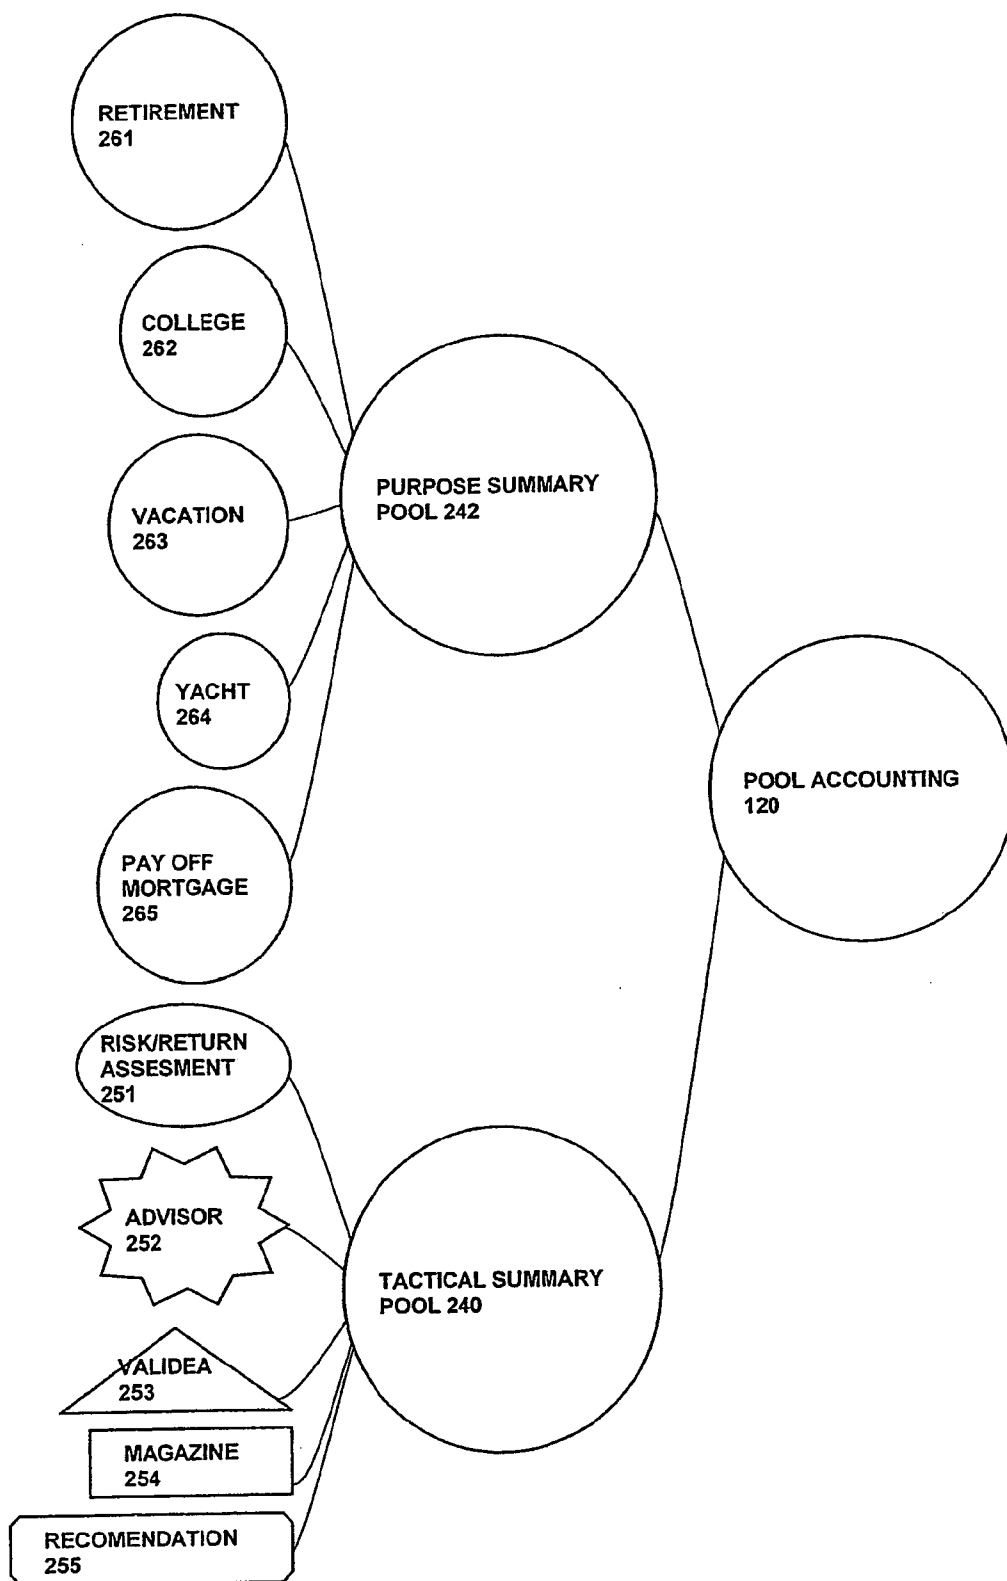 RETIREMENT
261
COLLEGE
262
VACATION
263
YACHT
264
PAY OFF
MORTGAGE
265
PURPOSE SUMMARY
POOL 242
POOL ACCOUNTING
120
RISK/RETURN
ASSESMENT
251
ADVISOR
252
VALIDEA
253
MAGAZINE
254
RECOMENDATION
255
TACTICAL SUMMARY
POOL 240